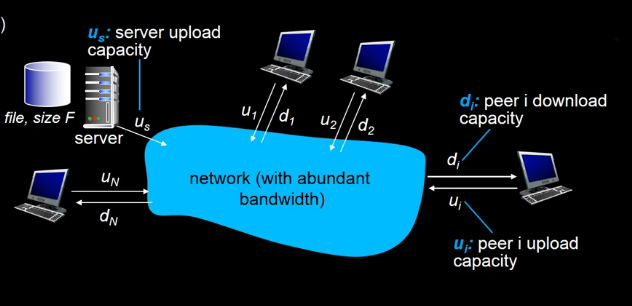 )
u_s: server upload
capacity
file, size F
server
u_s
u_1
d_1
u_2
d_2
d_i: peer i download
capacity
u_N
d_N
network (with abundant
bandwidth)
d_i
u_i
u_i: peer i upload
capacity